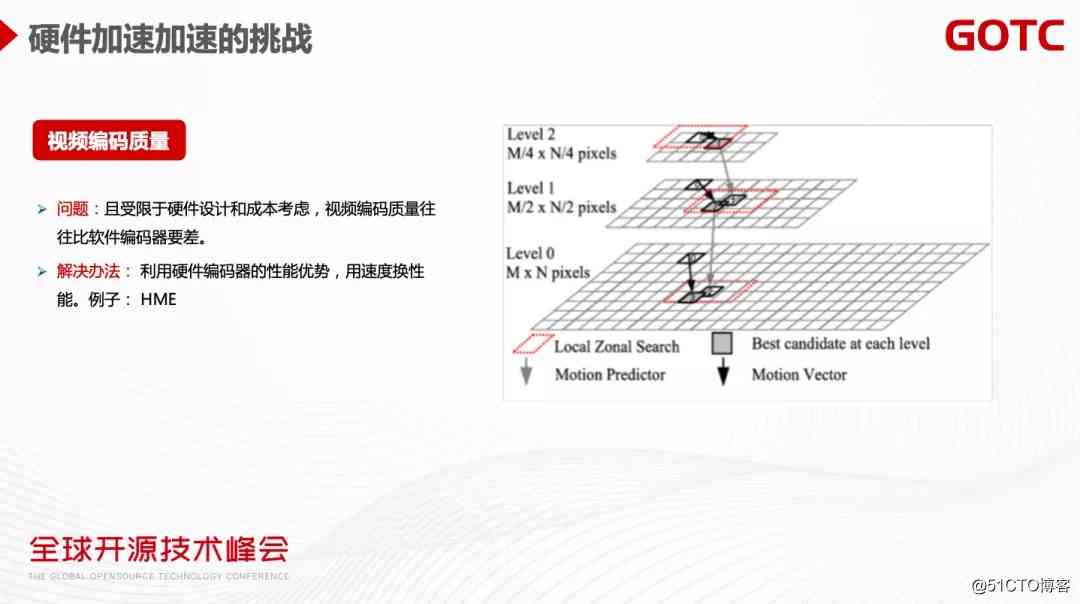 硬件加速加速的挑战
GOTC
视频编码质量
问题：且受限于硬件设计和成本考虑，视频编码质量往
往比软件编码器要差。
解决办法： 利用硬件编码器的性能优势，用速度换性
能。例子： HME
Level 2
M/4 x N/4 pixels
Level 1
M/2 x N/2 pixels
Level 0
M x N pixels
Local Zonal Search
Best candidate at each level
Motion Predictor
Motion Vector
全球开源技术峰会
THE GLOBAL OPENSOURCE TECHNOLOGY CONFERENCE
@51CTO博客